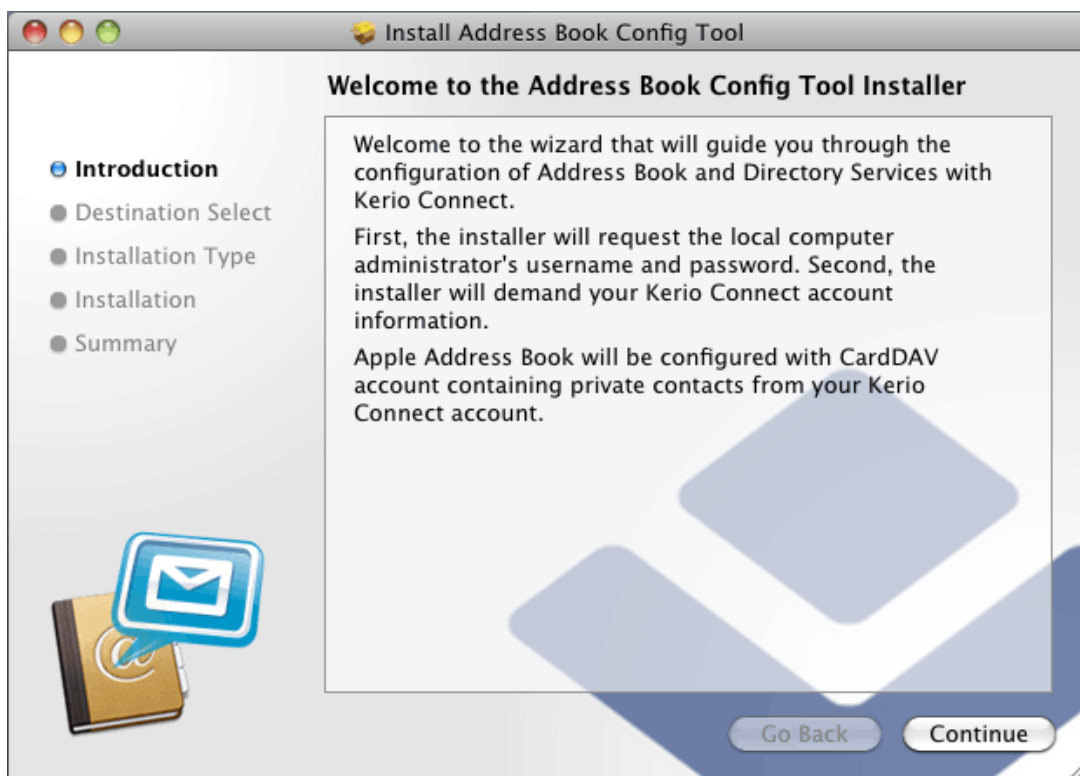 Install Address Book Config Tool
Welcome to the Address Book Config Tool Installer
Introduction
Destination Select
Installation Type
Installation
Summary
Welcome to the wizard that will guide you through the
configuration of Address Book and Directory Services with
Kerio Connect.
First, the installer will request the local computer
administrator's username and password. Second, the
installer will demand your Kerio Connect account
information.
Apple Address Book will be configured with CardDAV
account containing private contacts from your Kerio
Connect account.
@
Go Back
Continue